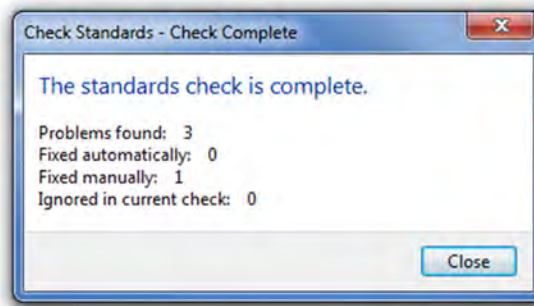 Check Standards - Check Complete
The standards check is complete.
Problems found: 3
Fixed automatically: 0
Fixed manually: 1
Ignored in current check: 0
Close